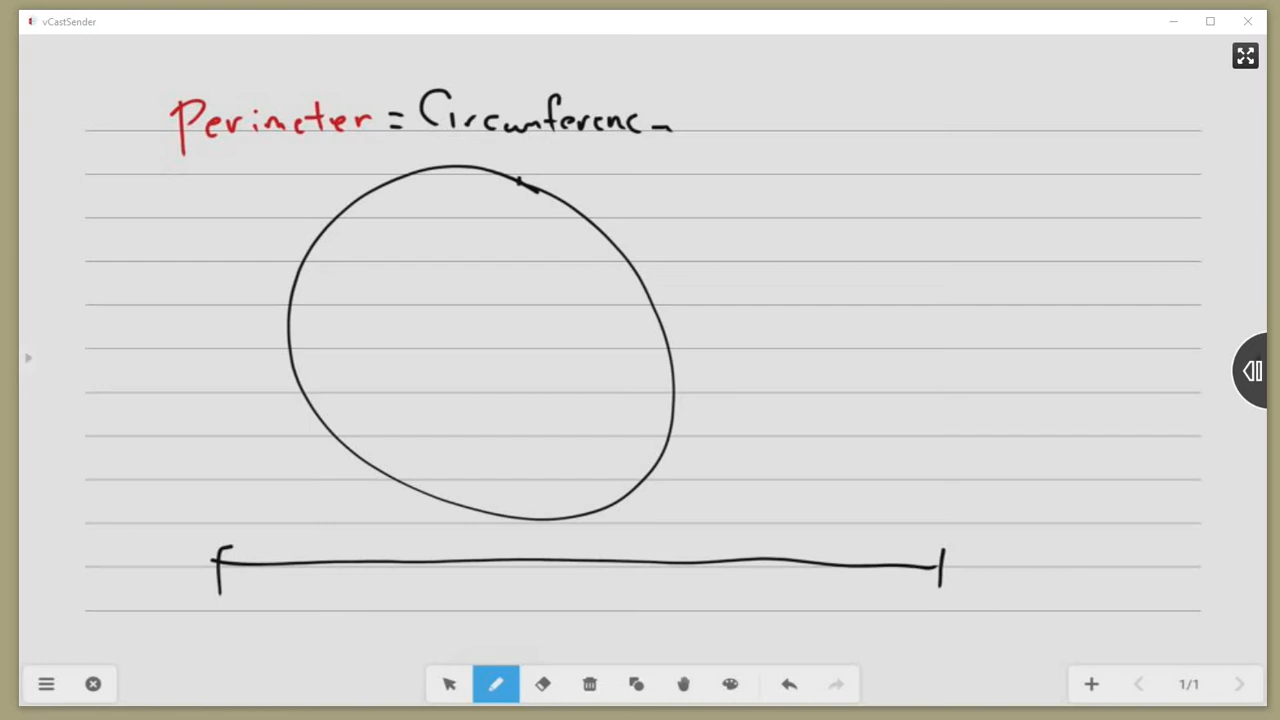 vCastSender
Perimeter = Circumferenc-
1/1